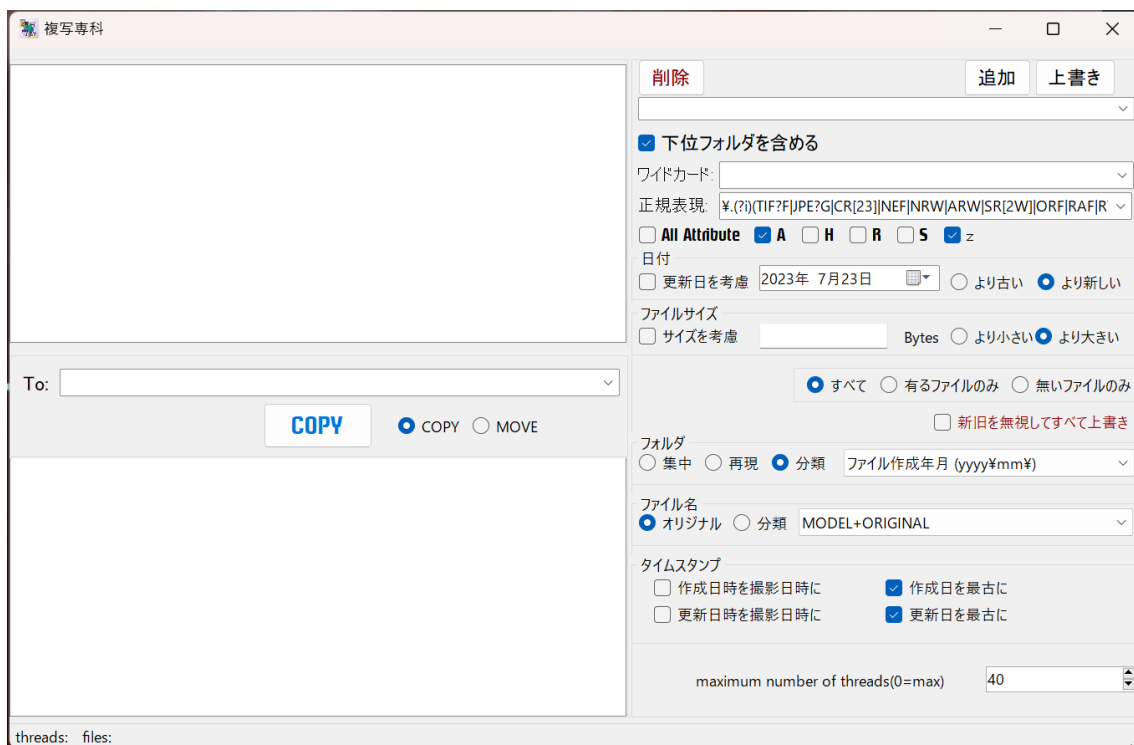 複写専科
削除 追加 上書き
下位フォルダを含める
ワイドカード:
正規表現: ¥.(?i)(TIF?F|JPE?G|CR[23]|NEF|NRW|ARW|SR[2W]|ORF|RAF|R
All Attribute A H R S z
日付
更新日を考慮 2023年 7月23日 より古い より新しい
ファイルサイズ
サイズを考慮 Bytes より小さい より大きい
To:
すべて 有るファイルのみ 無いファイルのみ
COPY COPY MOVE
新旧を無視してすべて上書き
フォルダ
集中 再現 分類 ファイル作成年月 (yyyy¥mm¥)
ファイル名
オリジナル 分類 MODEL+ORIGINAL
タイムスタンプ
作成日時を撮影日時に 作成日を最古に
更新日時を撮影日時に 更新日を最古に
maximum number of threads(0=max) 40
threads: files: